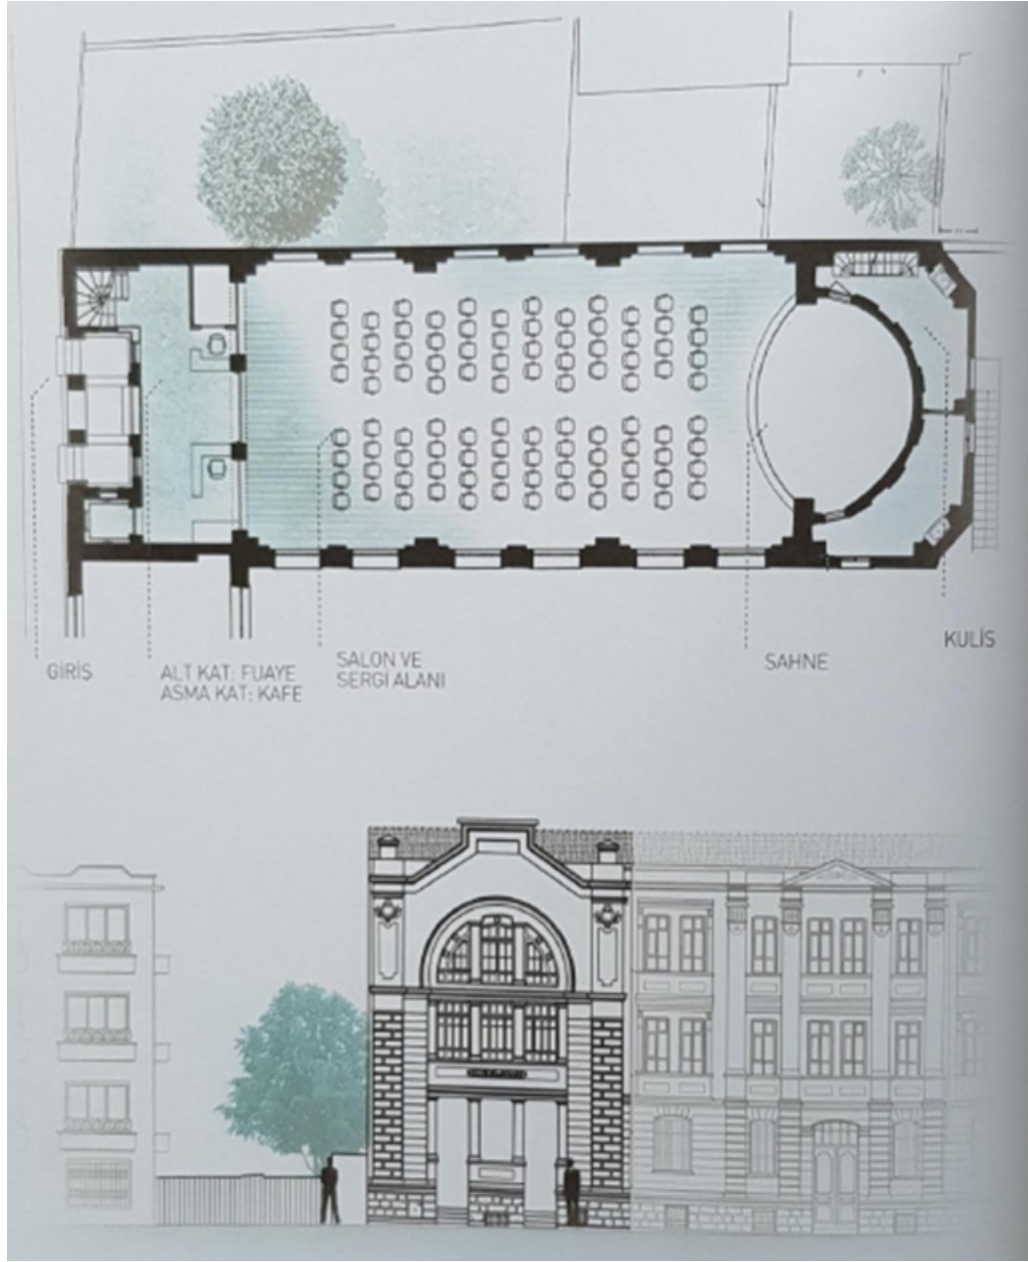 GİRİŞ
ALT KAT: FUAYE
ASMA KAT: KAFE
SALON VE
SERGİ ALANI
SAHNE
KULİS